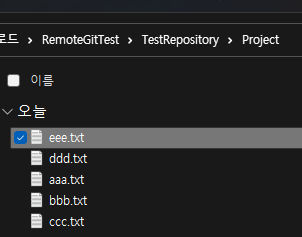 로드 > RemoteGitTest > TestRepository > Project
이름
오늘
eee.txt
ddd.txt
aaa.txt
bbb.txt
ccc.txt